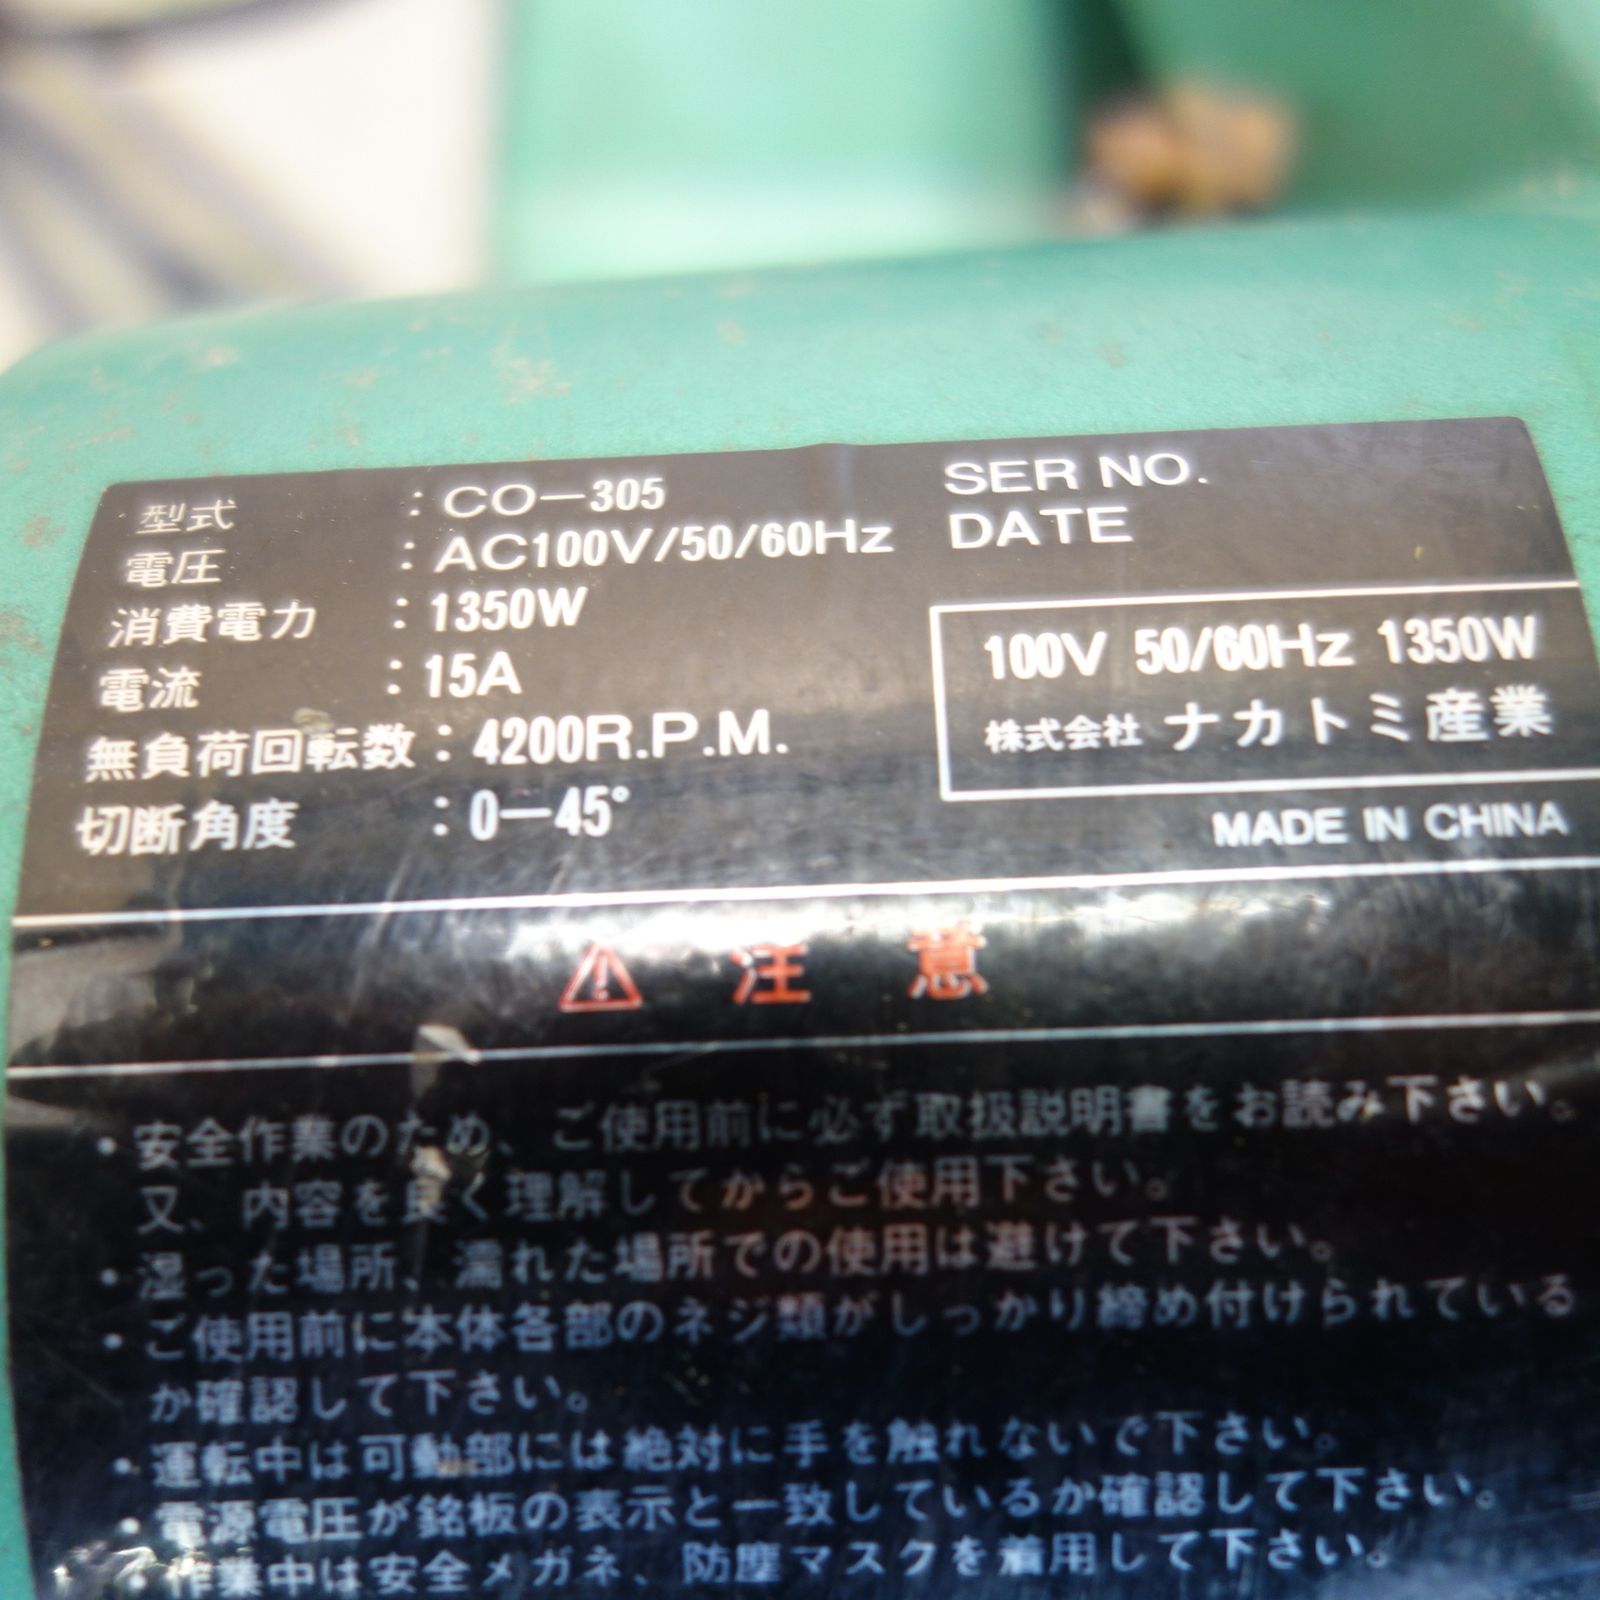 型式 : CO-305
電圧 : AC100V/50/60Hz
消費電力 : 1350W
電流 : 15A
無負荷回転数 : 4200R.P.M.
切断角度 : 0-45°
SER NO.
DATE
100V 50/60Hz 1350W
株式会社 ナカトミ産業
MADE IN CHINA
注意
・安全作業のため、ご使用前に必ず取扱説明書をお読み下さい。
又、内容を良く理解してからご使用下さい。
・湿った場所、濡れた場所での使用は避けて下さい。
・ご使用前に本体各部のネジ類がしっかり締め付けられている
か確認して下さい。
・運転中は可動部には絶対に手を触れないで下さい。
・電源電圧が銘板の表示と一致しているか確認して下さい。
・作業中は安全メガネ、防塵マスクを着用して下さい。